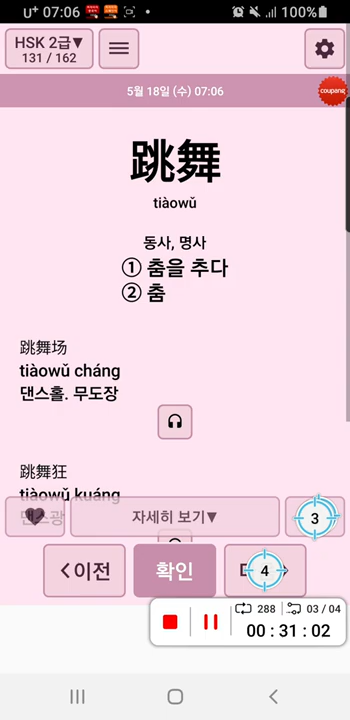 U+ 07:06 100%
HSK 2급▼
131 / 162
5월 18일 (수) 07:06
coupang
跳舞
tiàowǔ
동사, 명사
① 춤을 추다
② 춤
跳舞场
tiàowǔ cháng
댄스홀. 무도장
跳舞狂
tiàowǔ kuáng
댄스광
자세히 보기▼
3
<이전
확인
4
288 03 / 04
00 : 31 : 02